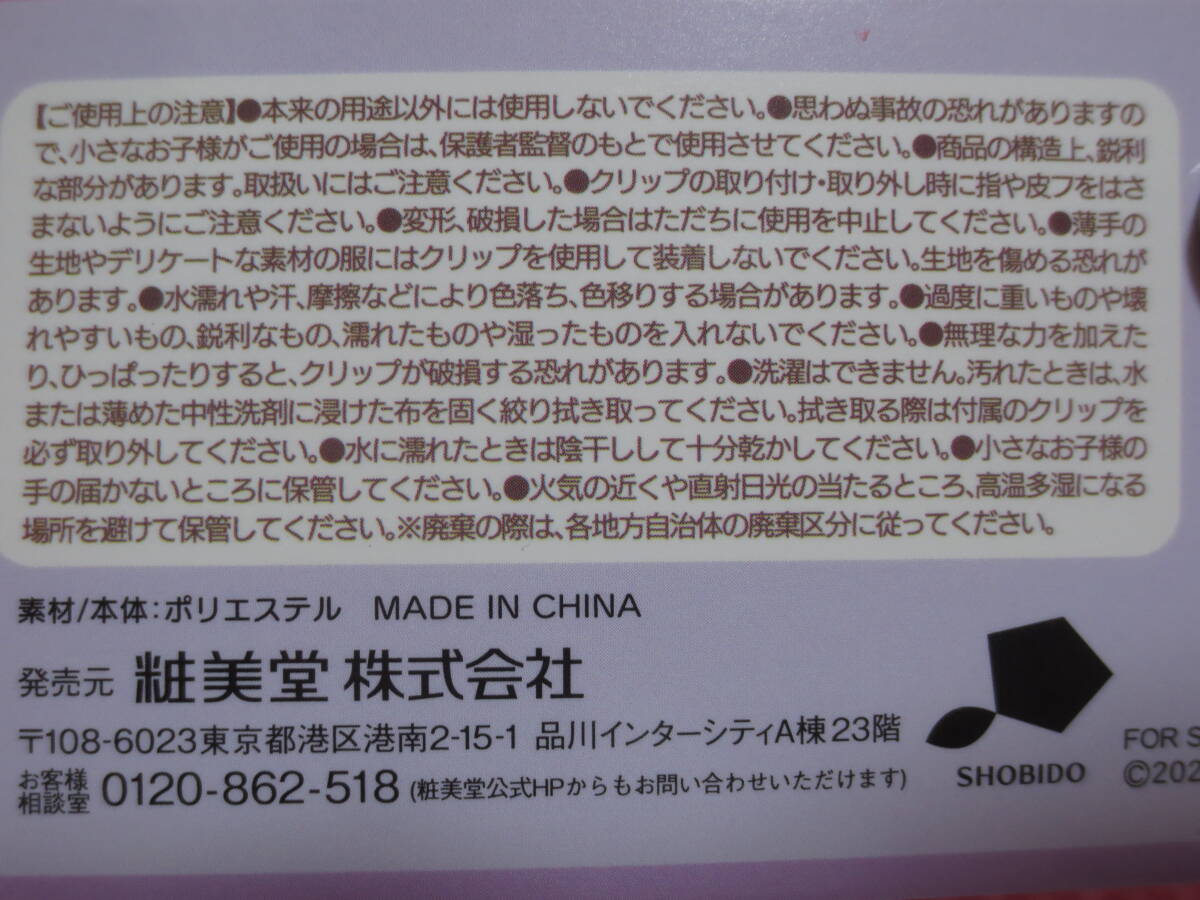 【ご使用上の注意】●本来の用途以外には使用しないでください。●思わぬ事故の恐れがありますの
で、小さなお子様がご使用の場合は、保護者監督のもとで使用させてください。●商品の構造上、鋭利
な部分があります。取扱いにはご注意ください。●クリップの取り付け・取り外し時に指や皮フをはさ
まないようにご注意ください。●変形、破損した場合はただちに使用を中止してください。●薄手の
生地やデリケートな素材の服にはクリップを使用して装着しないでください。生地を傷める恐れが
あります。●水濡れや汗、摩擦などにより色落ち、色移りする場合があります。●過度に重いものや壊
れやすいもの、鋭利なもの、濡れたものや湿ったものを入れないでください。●無理な力を加えた
り、ひっぱったりすると、クリップが破損する恐れがあります。●洗濯はできません。汚れたときは、水
または薄めた中性洗剤に浸けた布を固く絞り拭き取ってください。拭き取る際は付属のクリップを
必ず取り外してください。●水に濡れたときは陰干しして十分乾かしてください。●小さなお子様の
手の届かないところに保管してください。●火気の近くや直射日光の当たるところ、高温多湿になる
場所を避けて保管してください。※廃棄の際は、各地方自治体の廃棄区分に従ってください。
素材/本体:ポリエステル MADE IN CHINA
発売元 粧美堂 株式会社
〒108-6023東京都港区港南2-15-1 品川インターシティA棟23階
お客様相談室 0120-862-518 (粧美堂公式HPからもお問い合わせいただけます)
SHOBIDO
FOR S
©202